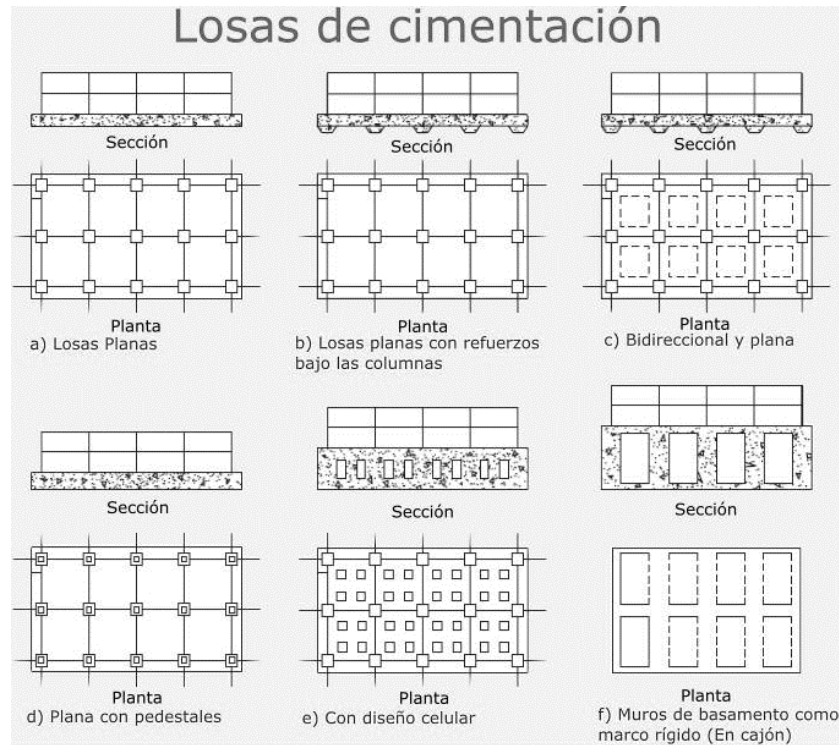 Losas de cimentación
Sección
Sección
Sección
Planta
a) Losas Planas
Planta
b) Losas planas con refuerzos
bajo las columnas
Planta
c) Bidireccional y plana
Sección
Sección
Sección
Planta
d) Plana con pedestales
Planta
e) Con diseño celular
Planta
f) Muros de basamento como
marco rígido (En cajón)